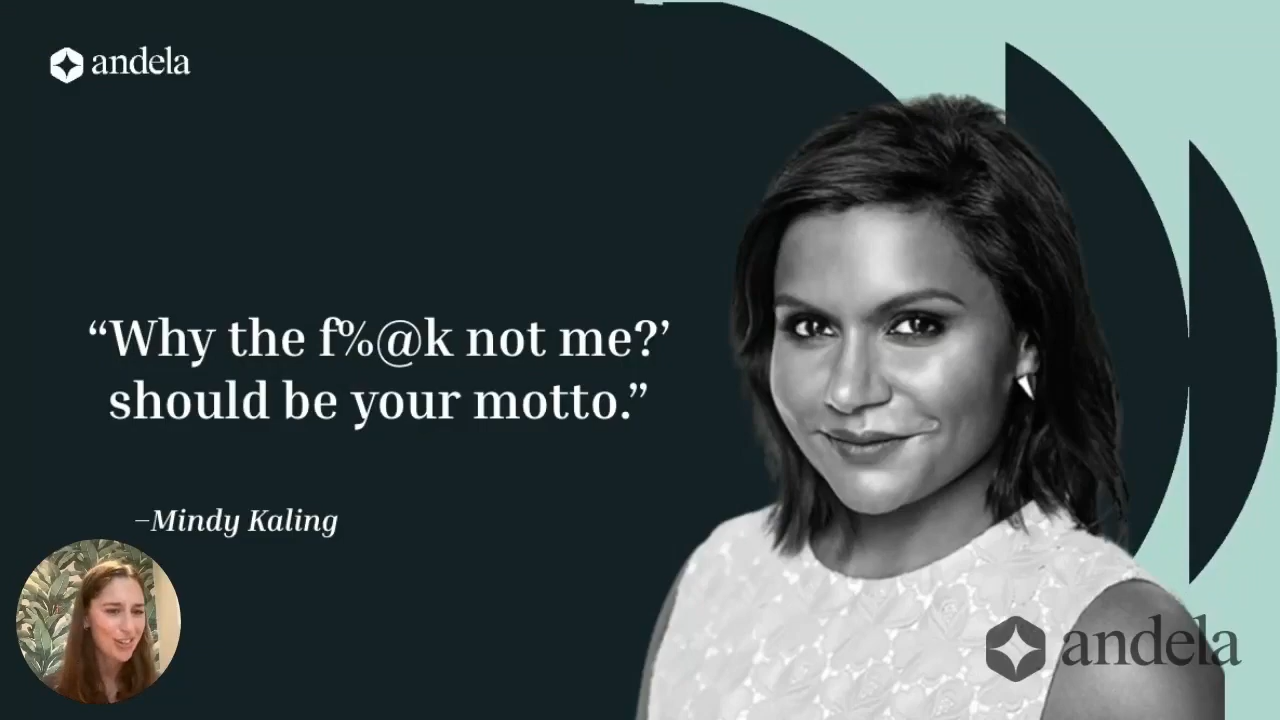 andela
“Why the f%@k not me?’
should be your motto.”
–Mindy Kaling
andela